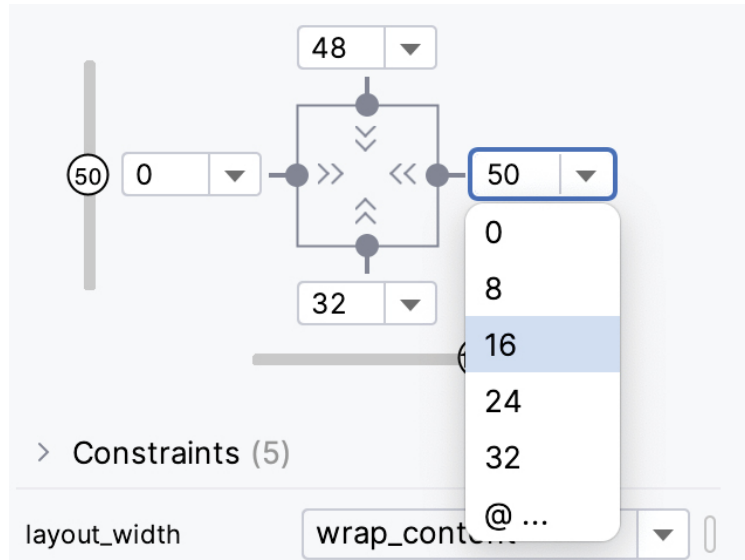 48
50 0 50
0
8
16
32
24
32
@ ...
Constraints (5)
layout_width wrap_content